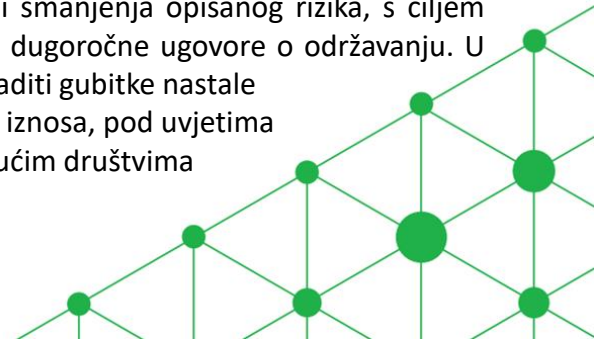 i smanjenja opisanog rizika, s ciljem
dugoročne ugovore o održavanju. U
aditi gubitke nastale
iznosa, pod uvjetima
ućim društvima